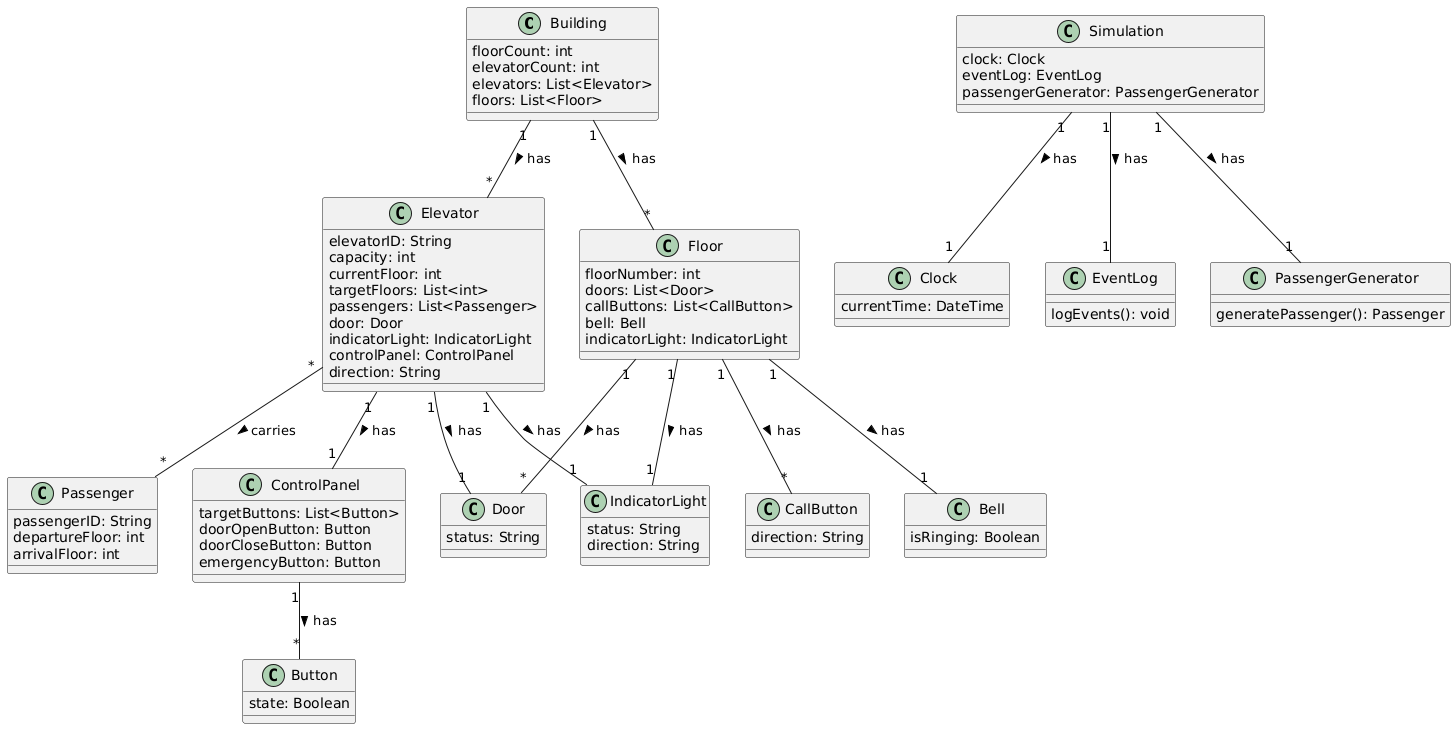 C Building
floorCount: int
elevatorCount: int
elevators: List<Elevator>
floors: List<Floor>
C Simulation
clock: Clock
eventLog: EventLog
passengerGenerator: PassengerGenerator
1 1
1 1 1
has has
has has has
* *
1 1 1
C Elevator
elevatorID: String
capacity: int
currentFloor: int
targetFloors: List<int>
passengers: List<Passenger>
door: Door
indicatorLight: IndicatorLight
controlPanel: ControlPanel
direction: String
C Floor
floorNumber: int
doors: List<Door>
callButtons: List<CallButton>
bell: Bell
indicatorLight: IndicatorLight
C Clock
currentTime: DateTime
C EventLog
logEvents(): void
C PassengerGenerator
generatePassenger(): Passenger
*
1 1 1
1 1 1 1
carries has has has has has has has
* 1 1 * 1 1 * 1
C Passenger
passengerID: String
departureFloor: int
arrivalFloor: int
C ControlPanel
targetButtons: List<Button>
doorOpenButton: Button
doorCloseButton: Button
emergencyButton: Button
C Door
status: String
C IndicatorLight
status: String
direction: String
C CallButton
direction: String
C Bell
isRinging: Boolean
1
has
*
C Button
state: Boolean